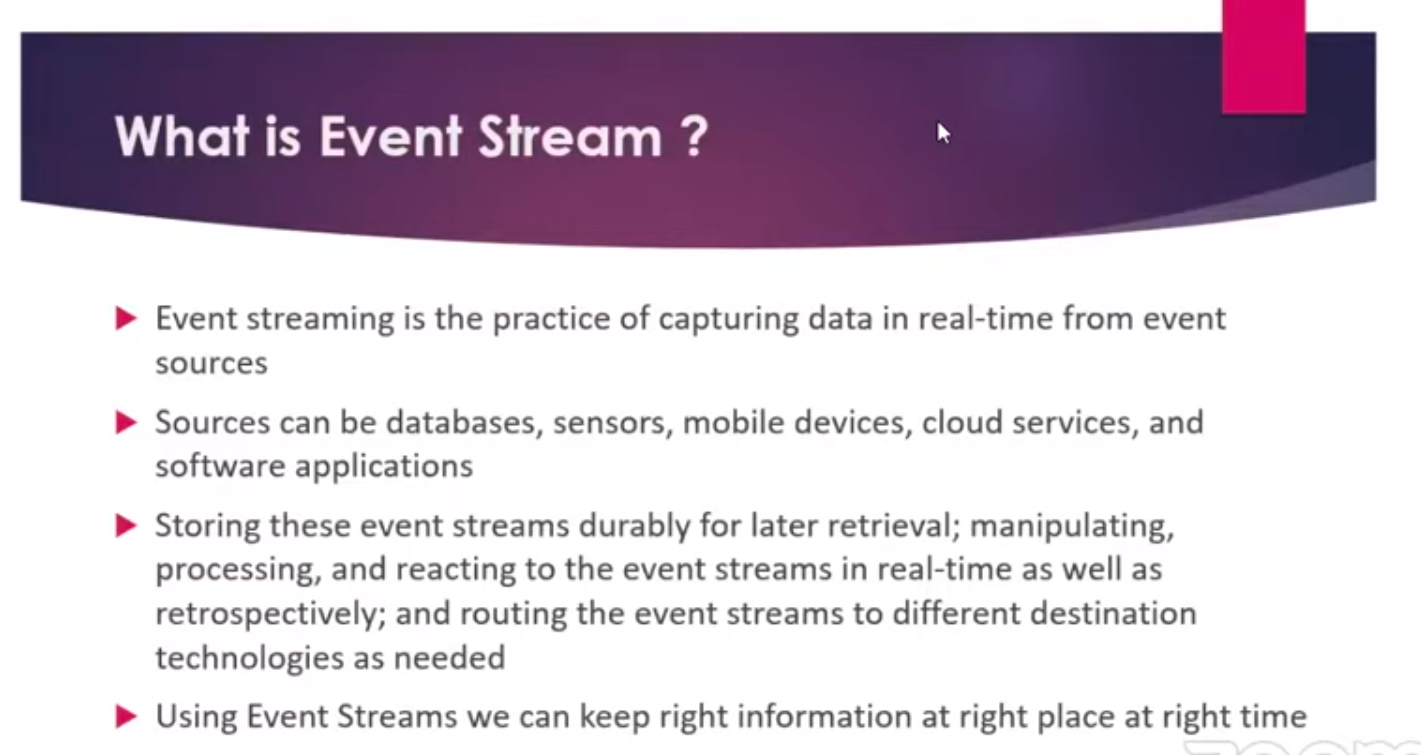 What is Event Stream ?
Event streaming is the practice of capturing data in real-time from event
sources
Sources can be databases, sensors, mobile devices, cloud services, and
software applications
Storing these event streams durably for later retrieval; manipulating,
processing, and reacting to the event streams in real-time as well as
retrospectively; and routing the event streams to different destination
technologies as needed
Using Event Streams we can keep right information at right place at right time
zoom